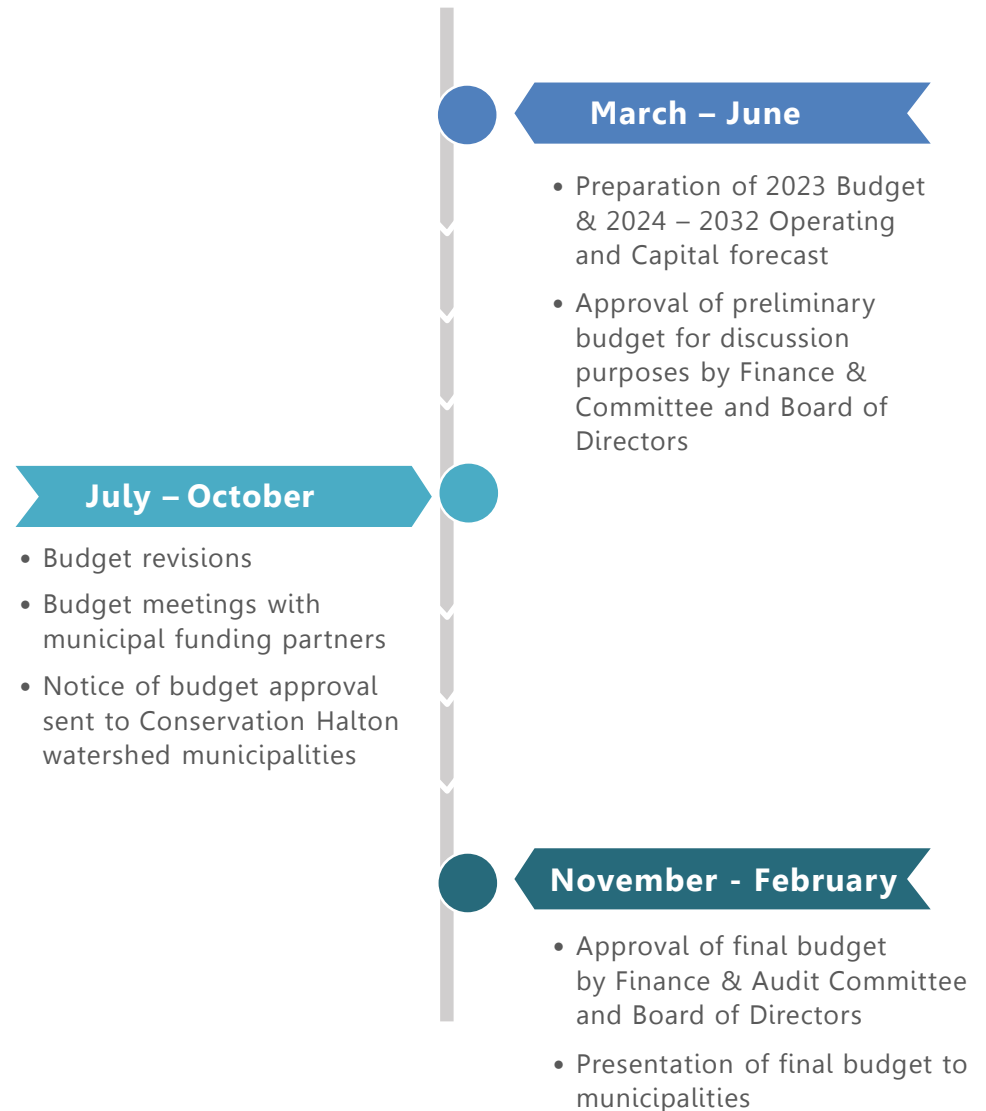 March – June
• Preparation of 2023 Budget
& 2024 – 2032 Operating
and Capital forecast
• Approval of preliminary
budget for discussion
purposes by Finance &
Committee and Board of
Directors
July – October
• Budget revisions
• Budget meetings with
municipal funding partners
• Notice of budget approval
sent to Conservation Halton
watershed municipalities
November - February
• Approval of final budget
by Finance & Audit Committee
and Board of Directors
• Presentation of final budget to
municipalities